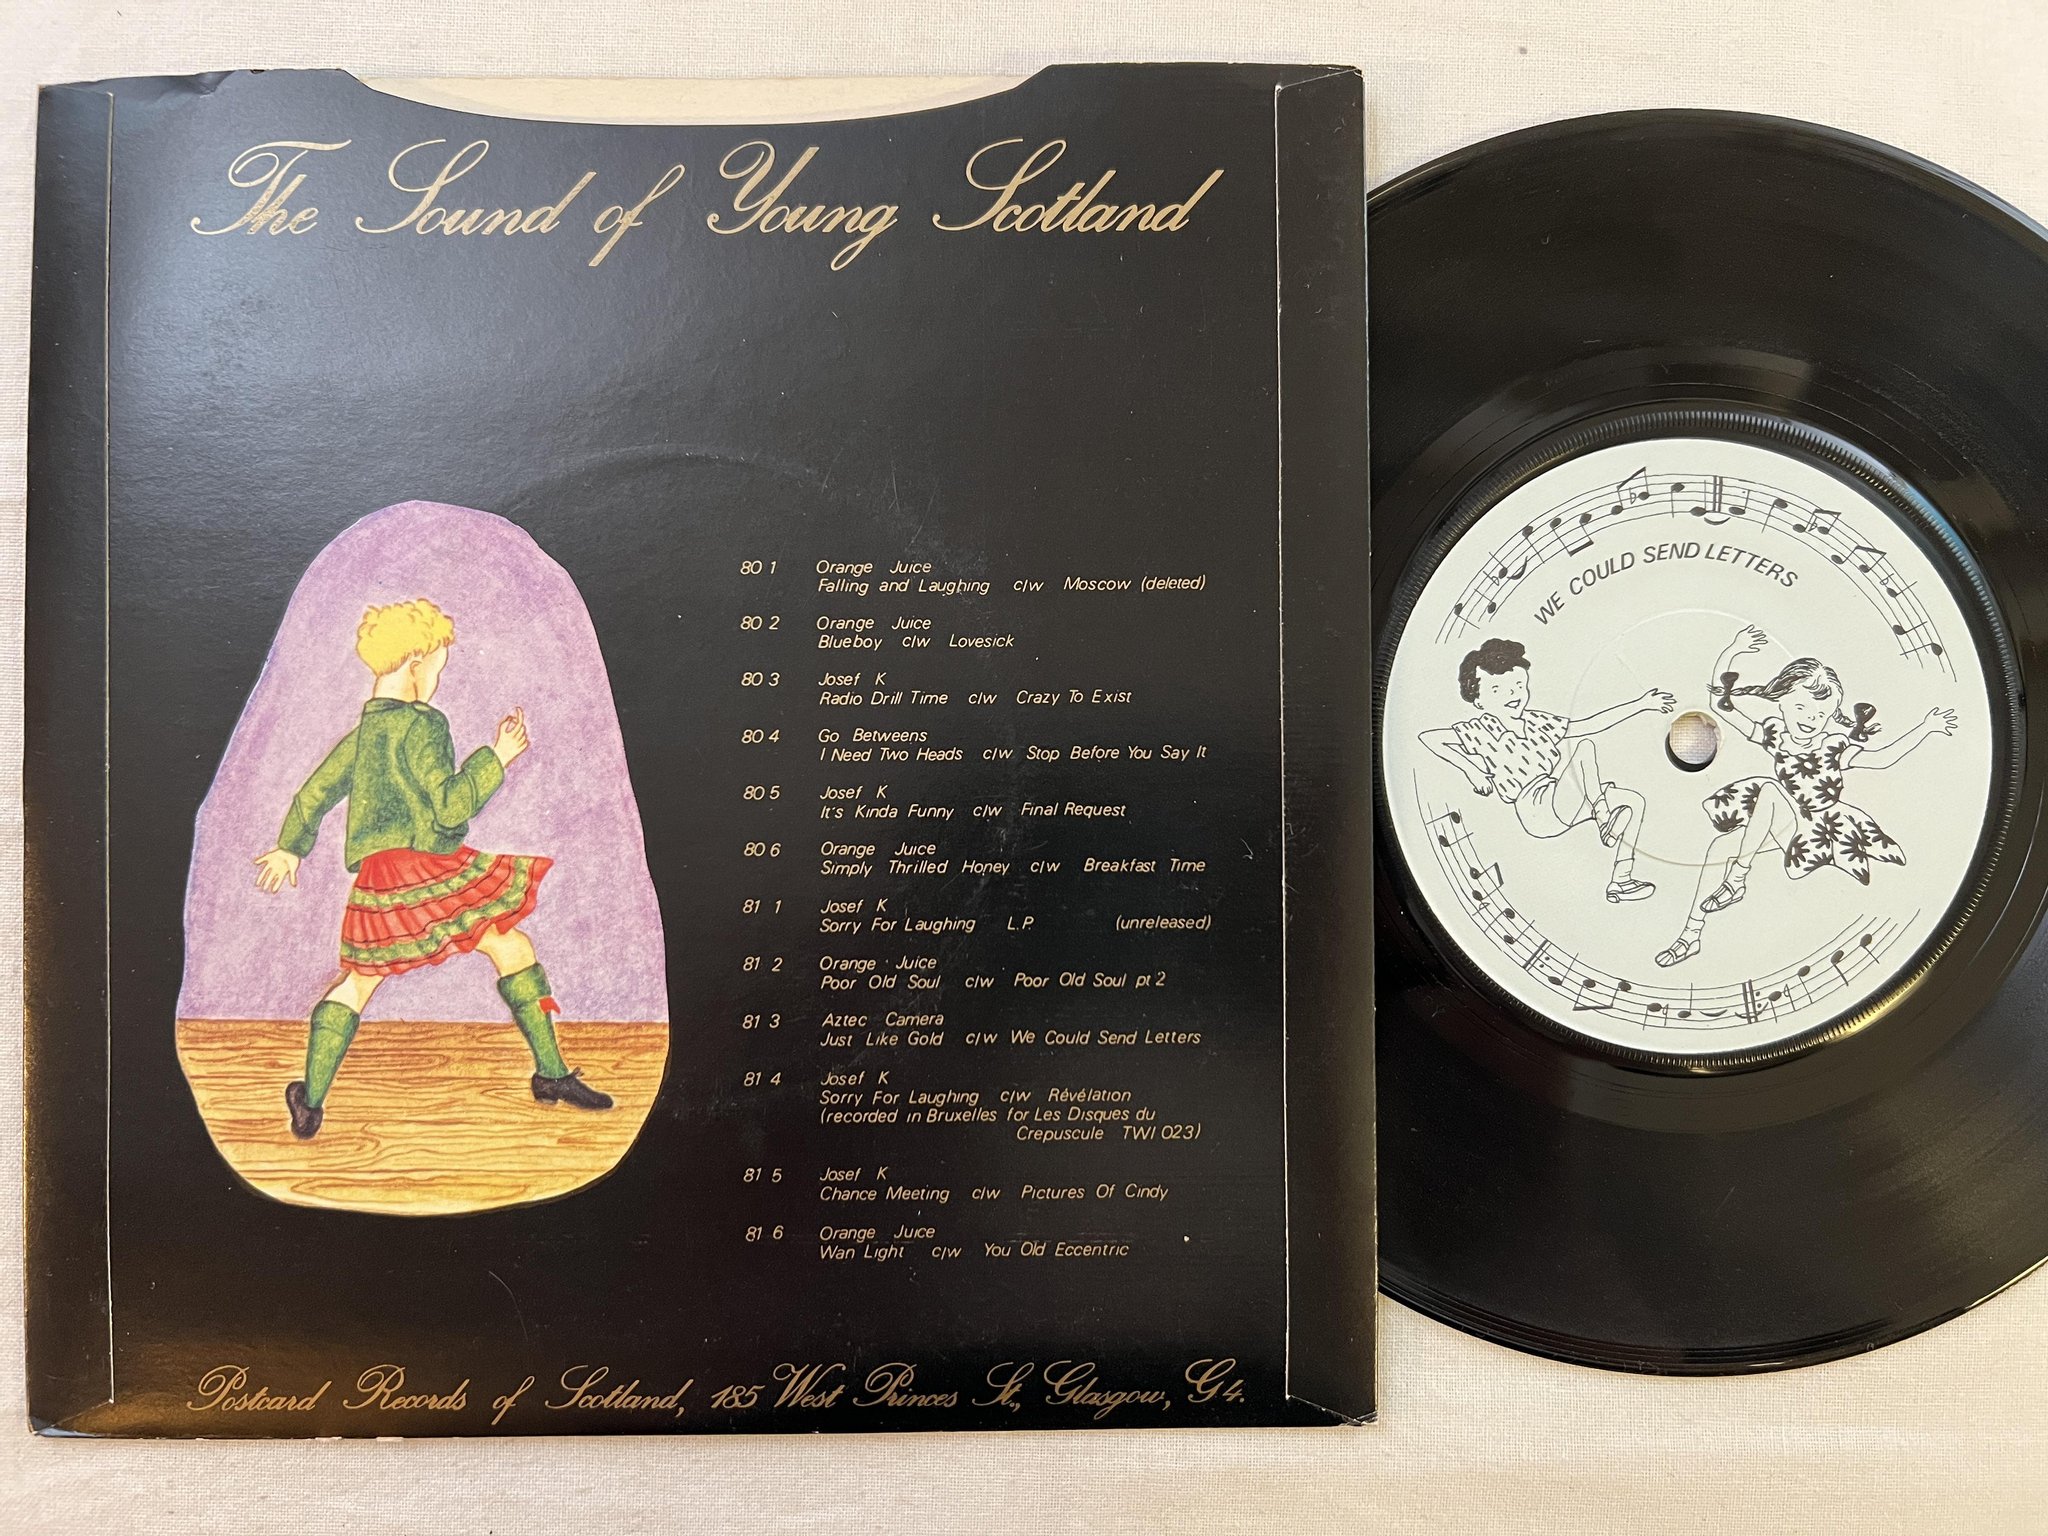 The Sound of Young Scotland
80 1 Orange Juice
Falling and Laughing c/w Moscow (deleted)
80 2 Orange Juice
Blueboy c/w Lovesick
80 3 Josef K
Radio Drill Time c/w Crazy To Exist
80 4 Go Betweens
I Need Two Heads c/w Stop Before You Say It
80 5 Josef K
It's Kinda Funny c/w Final Request
80 6 Orange Juice
Simply Thrilled Honey c/w Breakfast Time
81 1 Josef K
Sorry For Laughing L.P. (unreleased)
81 2 Orange Juice
Poor Old Soul c/w Poor Old Soul pt 2
81 3 Aztec Camera
Just Like Gold c/w We Could Send Letters
81 4 Josef K
Sorry For Laughing c/w Révélation
(recorded in Bruxelles for Les Disques du
Crepuscule TWI 023)
81 5 Josef K
Chance Meeting c/w Pictures Of Cindy
81 6 Orange Juice
Wan Light c/w You Old Eccentric
Postcard Records of Scotland, 185 West Princes St., Glasgow, G4.
WE COULD SEND LETTERS